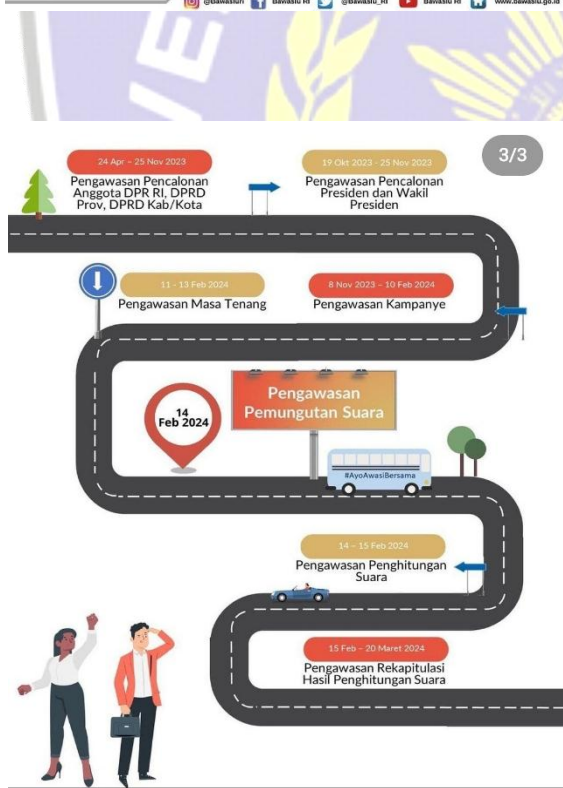 @bawasluri Bawaslu RI @Bawaslu_RI Bawaslu RI www.bawaslu.go.id
3/3
24 Apr – 25 Nov 2023
Pengawasan Pencalonan
Anggota DPR RI, DPRD
Prov, DPRD Kab/Kota
19 Okt 2023 - 25 Nov 2023
Pengawasan Pencalonan
Presiden dan Wakil
Presiden
11 - 13 Feb 2024
Pengawasan Masa Tenang
8 Nov 2023 – 10 Feb 2024
Pengawasan Kampanye
14
Feb 2024
Pengawasan
Pemungutan Suara
#AyoAwasiBersama
14 – 15 Feb 2024
Pengawasan Penghitungan
Suara
15 Feb – 20 Maret 2024
Pengawasan Rekapitulasi
Hasil Penghitungan Suara